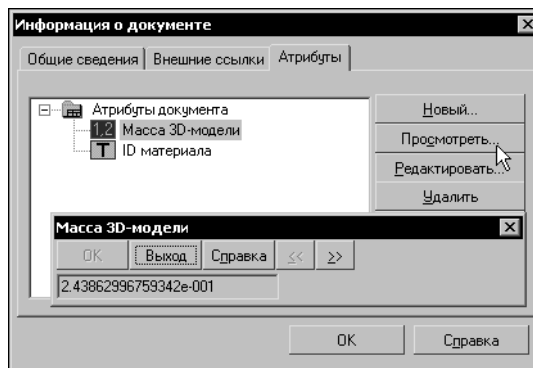 Информация о документе
Общие сведения Внешние ссылки Атрибуты
Атрибуты документа
1,2 Масса 3D-модели
T ID материала
Новый...
Просмотреть...
Редактировать...
Удалить
Масса 3D-модели
OK Выход Справка << >>
2.43862996759342e-001
OK Справка